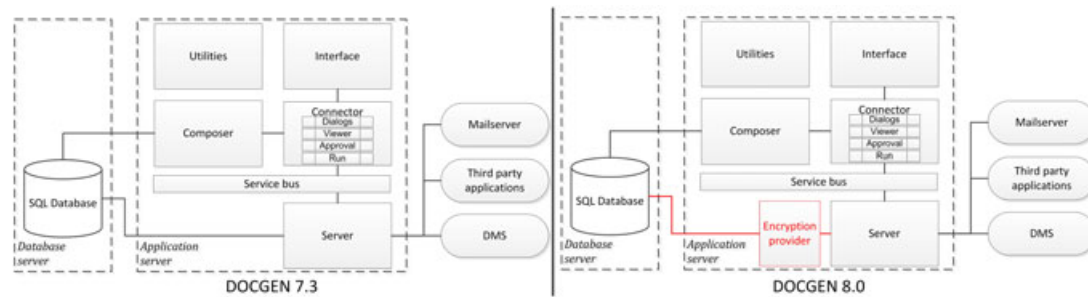 Utilities
Interface
Composer
Connector
Dialogs
Viewer
Approval
Run
Service bus
SQL Database
Server
Database
server
Application
server
Mailserver
Third party
applications
DMS
DOCGEN 7.3
Utilities
Interface
Composer
Connector
Dialogs
Viewer
Approval
Run
Service bus
SQL Database
Encryption
provider
Server
Database
server
Application
server
Mailserver
Third party
applications
DMS
DOCGEN 8.0